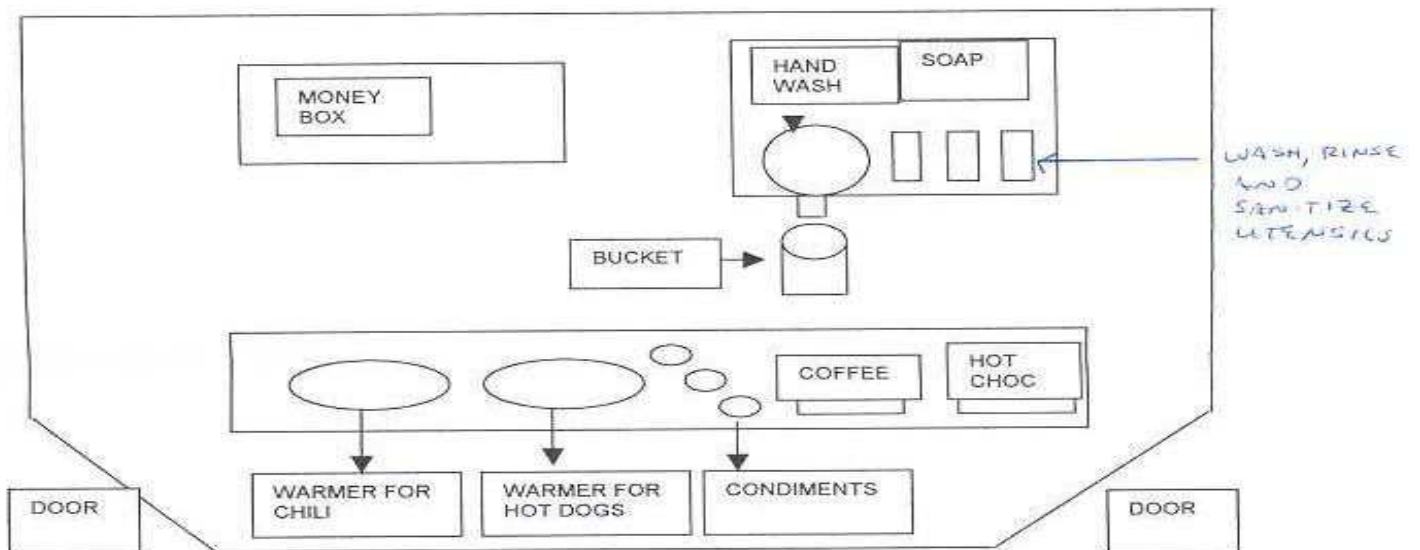 HAND
WASH
SOAP
MONEY
BOX
WASH, RINSE
AND
SANITIZE
UTENSILS
BUCKET
COFFEE
HOT
CHOC
WARMER FOR
CHILI
WARMER FOR
HOT DOGS
CONDIMENTS
DOOR
DOOR